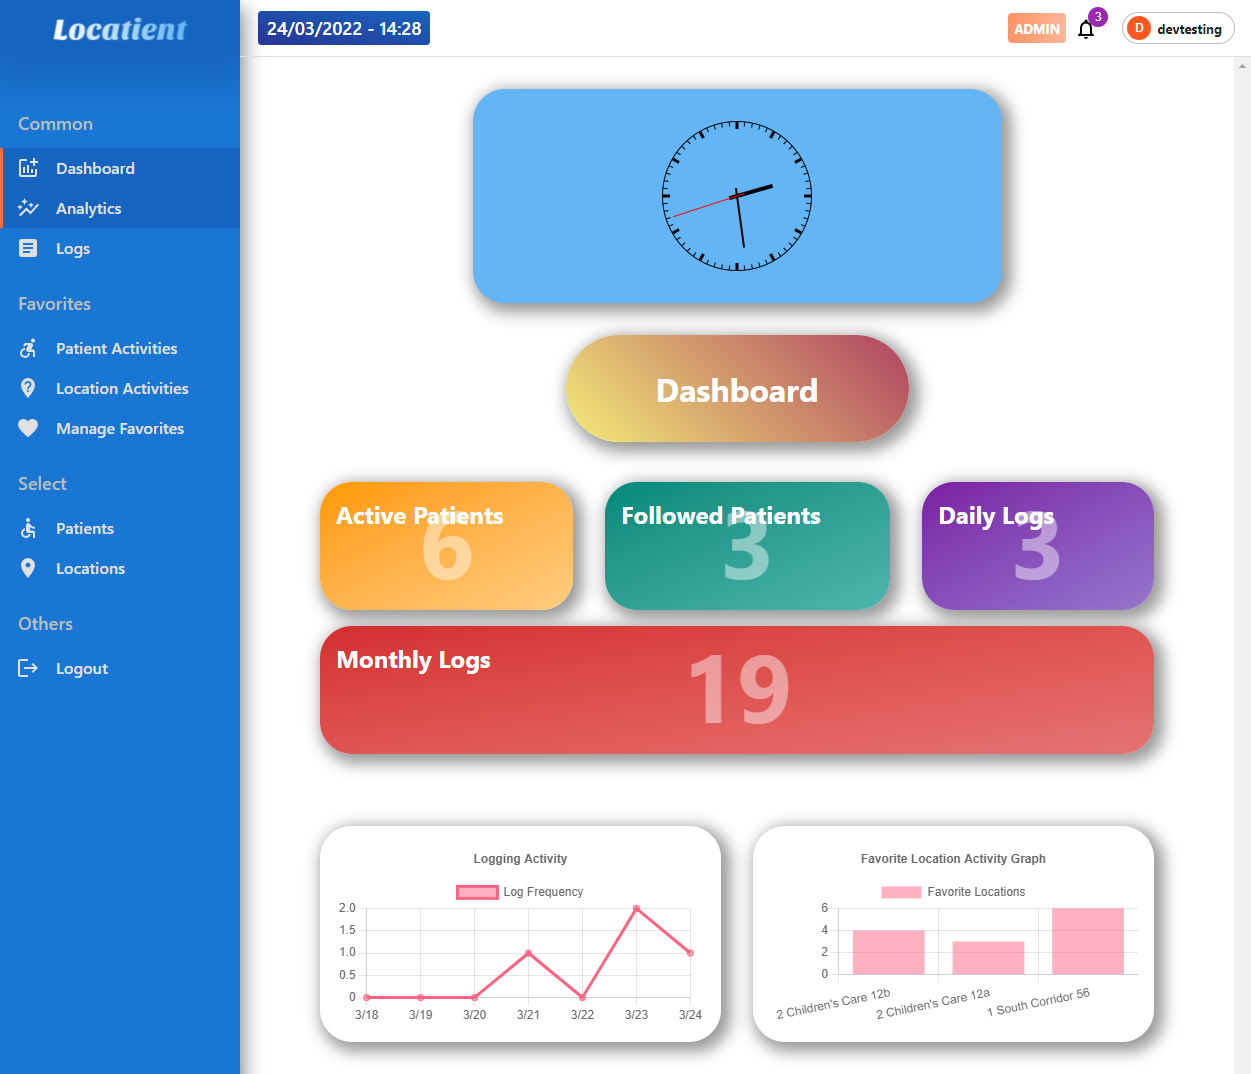 Locatient
24/03/2022 - 14:28
ADMIN
3
D
devtesting
Common
Dashboard
Analytics
Logs
Favorites
Patient Activities
Location Activities
Manage Favorites
Select
Patients
Locations
Others
Logout
Dashboard
Active Patients
6
Followed Patients
3
Daily Logs
3
Monthly Logs
19
Logging Activity
Log Frequency
2.0
1.5
1.0
0.5
0
3/18 3/19 3/20 3/21 3/22 3/23 3/24
Favorite Location Activity Graph
Favorite Locations
6
4
2
0
2 Children's Care 12b
2 Children's Care 12a
1 South Corridor 56